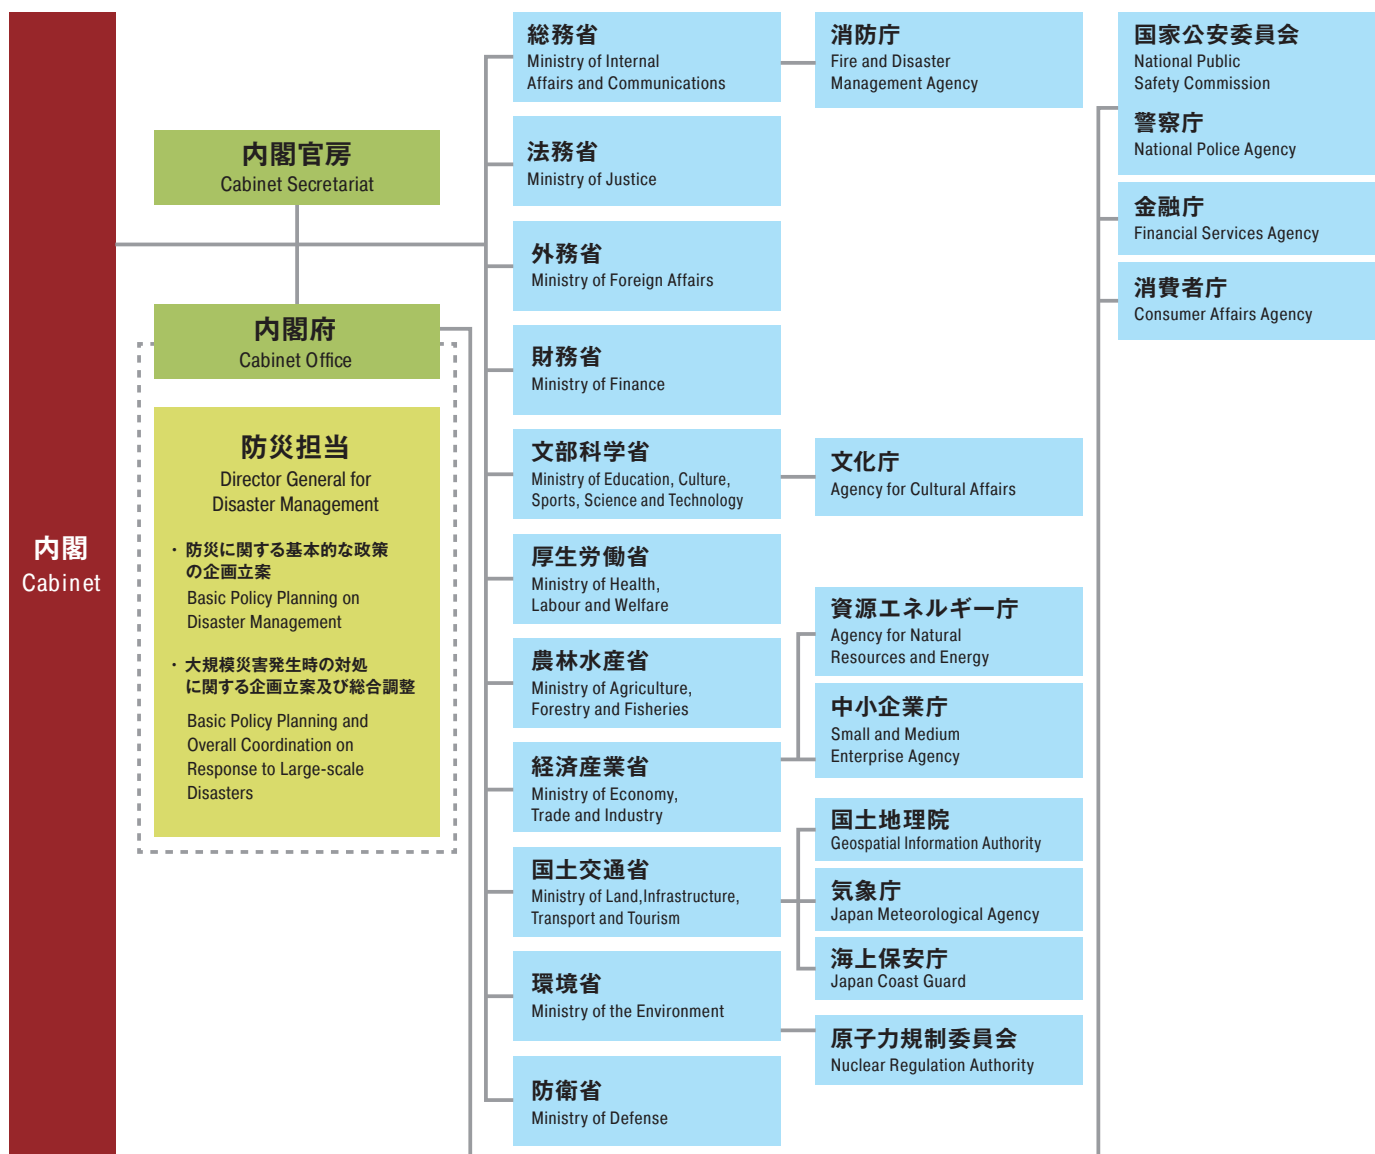 内閣
Cabinet
内閣官房
Cabinet Secretariat
内閣府
Cabinet Office
防災担当
Director General for
Disaster Management
・ 防災に関する基本的な政策
の企画立案
Basic Policy Planning on
Disaster Management
・ 大規模災害発生時の対処
に関する企画立案及び総合調整
Basic Policy Planning and
Overall Coordination on
Response to Large-scale
Disasters
総務省
Ministry of Internal
Affairs and Communications
法務省
Ministry of Justice
外務省
Ministry of Foreign Affairs
財務省
Ministry of Finance
文部科学省
Ministry of Education, Culture,
Sports, Science and Technology
厚生労働省
Ministry of Health,
Labour and Welfare
農林水産省
Ministry of Agriculture,
Forestry and Fisheries
経済産業省
Ministry of Economy,
Trade and Industry
国土交通省
Ministry of Land,Infrastructure,
Transport and Tourism
環境省
Ministry of the Environment
防衛省
Ministry of Defense
消防庁
Fire and Disaster
Management Agency
文化庁
Agency for Cultural Affairs
資源エネルギー庁
Agency for Natural
Resources and Energy
中小企業庁
Small and Medium
Enterprise Agency
国土地理院
Geospatial Information Authority
気象庁
Japan Meteorological Agency
海上保安庁
Japan Coast Guard
原子力規制委員会
Nuclear Regulation Authority
国家公安委員会
National Public
Safety Commission
警察庁
National Police Agency
金融庁
Financial Services Agency
消費者庁
Consumer Affairs Agency